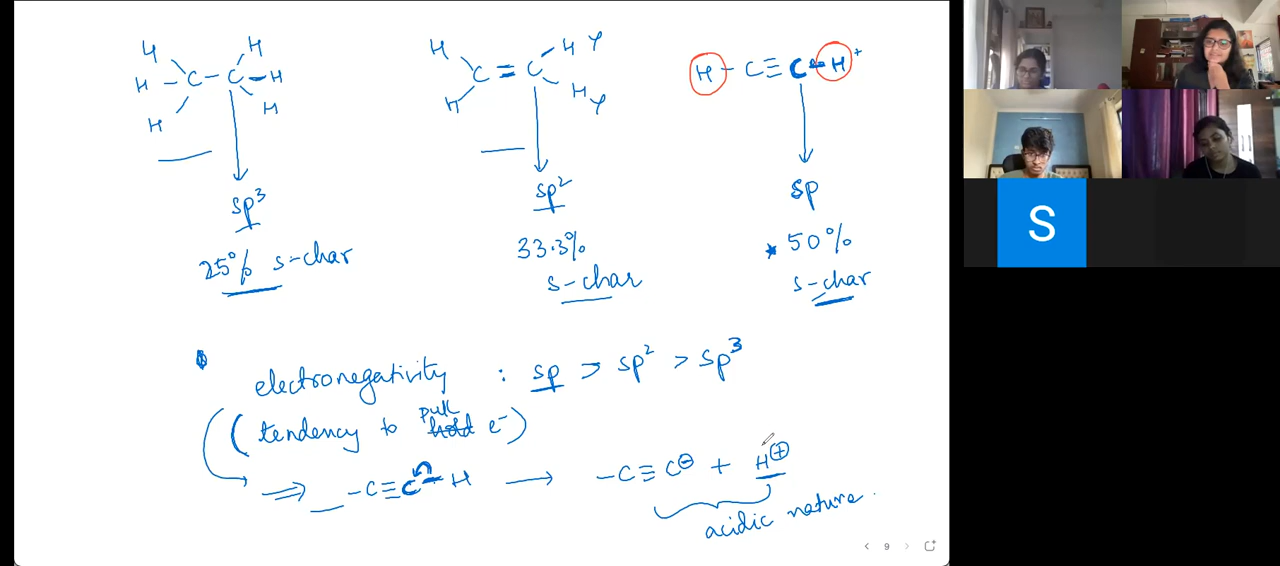 H H H H
H - C - C - H H - C ≡ C - H +
H C = C H
H H H H
sp³ sp² sp
25% s-char 33.3% * 50%
s-char s-char
electronegativity : sp > sp² > sp³
(tendency to pull hold e-)
⇒ -C≡C-H → -C≡C⊖ + H⊕
acidic nature.
9
S